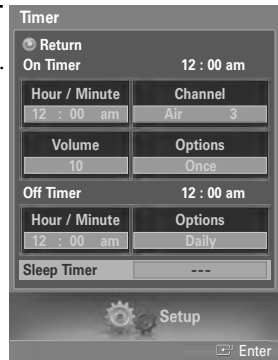 Timer
Return
On Timer 12 : 00 am
Hour / Minute Channel
12 : 00 am Air 3
Volume Options
10 Once
Off Timer 12 : 00 am
Hour / Minute Options
12 : 00 am Daily
Sleep Timer ---
Setup
Enter